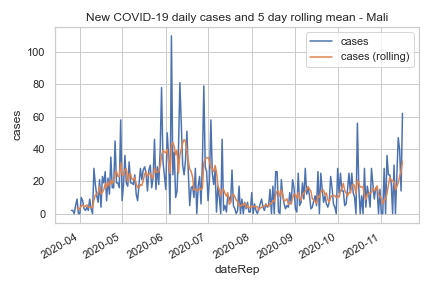 New COVID-19 daily cases and 5 day rolling mean - Mali
cases
cases (rolling)
100
80
60
40
20
0
cases
2020-04
2020-05
2020-06
2020-07
2020-08
2020-09
2020-10
2020-11
dateRep